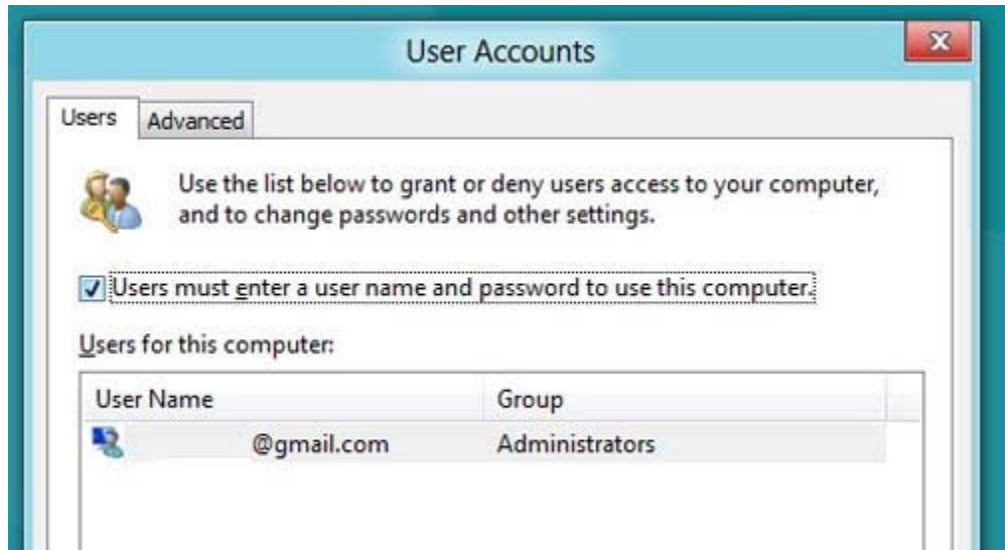 User Accounts
Users
Advanced
Use the list below to grant or deny users access to your computer,
and to change passwords and other settings.
Users must enter a user name and password to use this computer.
Users for this computer:
User Name Group
@gmail.com Administrators